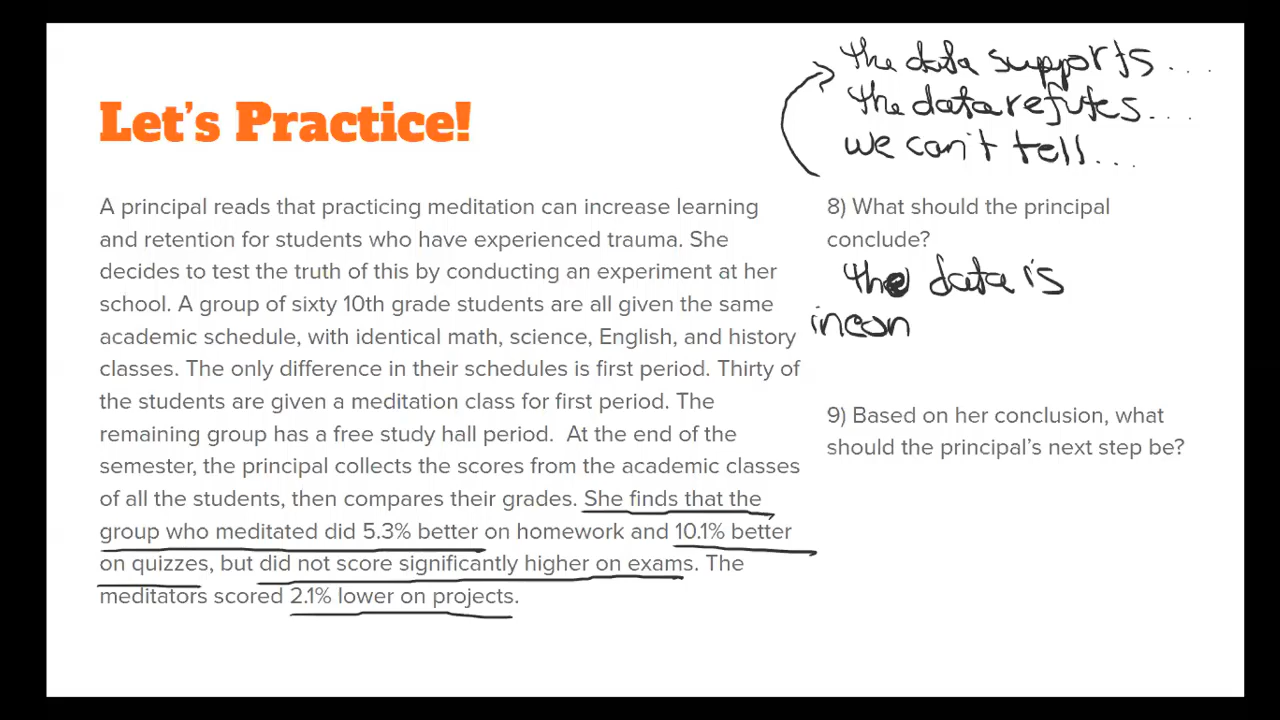 Let's Practice!
A principal reads that practicing meditation can increase learning
and retention for students who have experienced trauma. She
decides to test the truth of this by conducting an experiment at her
school. A group of sixty 10th grade students are all given the same
academic schedule, with identical math, science, English, and history
classes. The only difference in their schedules is first period. Thirty of
the students are given a meditation class for first period. The
remaining group has a free study hall period. At the end of the
semester, the principal collects the scores from the academic classes
of all the students, then compares their grades. She finds that the
group who meditated did 5.3% better on homework and 10.1% better
on quizzes, but did not score significantly higher on exams. The
meditators scored 2.1% lower on projects.
the data supports...
the data refutes...
we can't tell...
8) What should the principal
conclude?
the data is
incon
9) Based on her conclusion, what
should the principal's next step be?